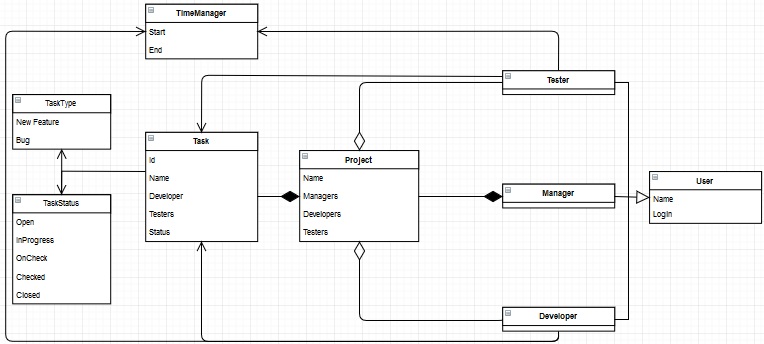 TimeManager
Start
End
Tester
TaskType
New Feature
Bug
Task
Id
Name
Developer
Testers
Status
Project
Name
Managers
Developers
Testers
Manager
User
Name
Login
TaskStatus
Open
InProgress
OnCheck
Checked
Closed
Developer